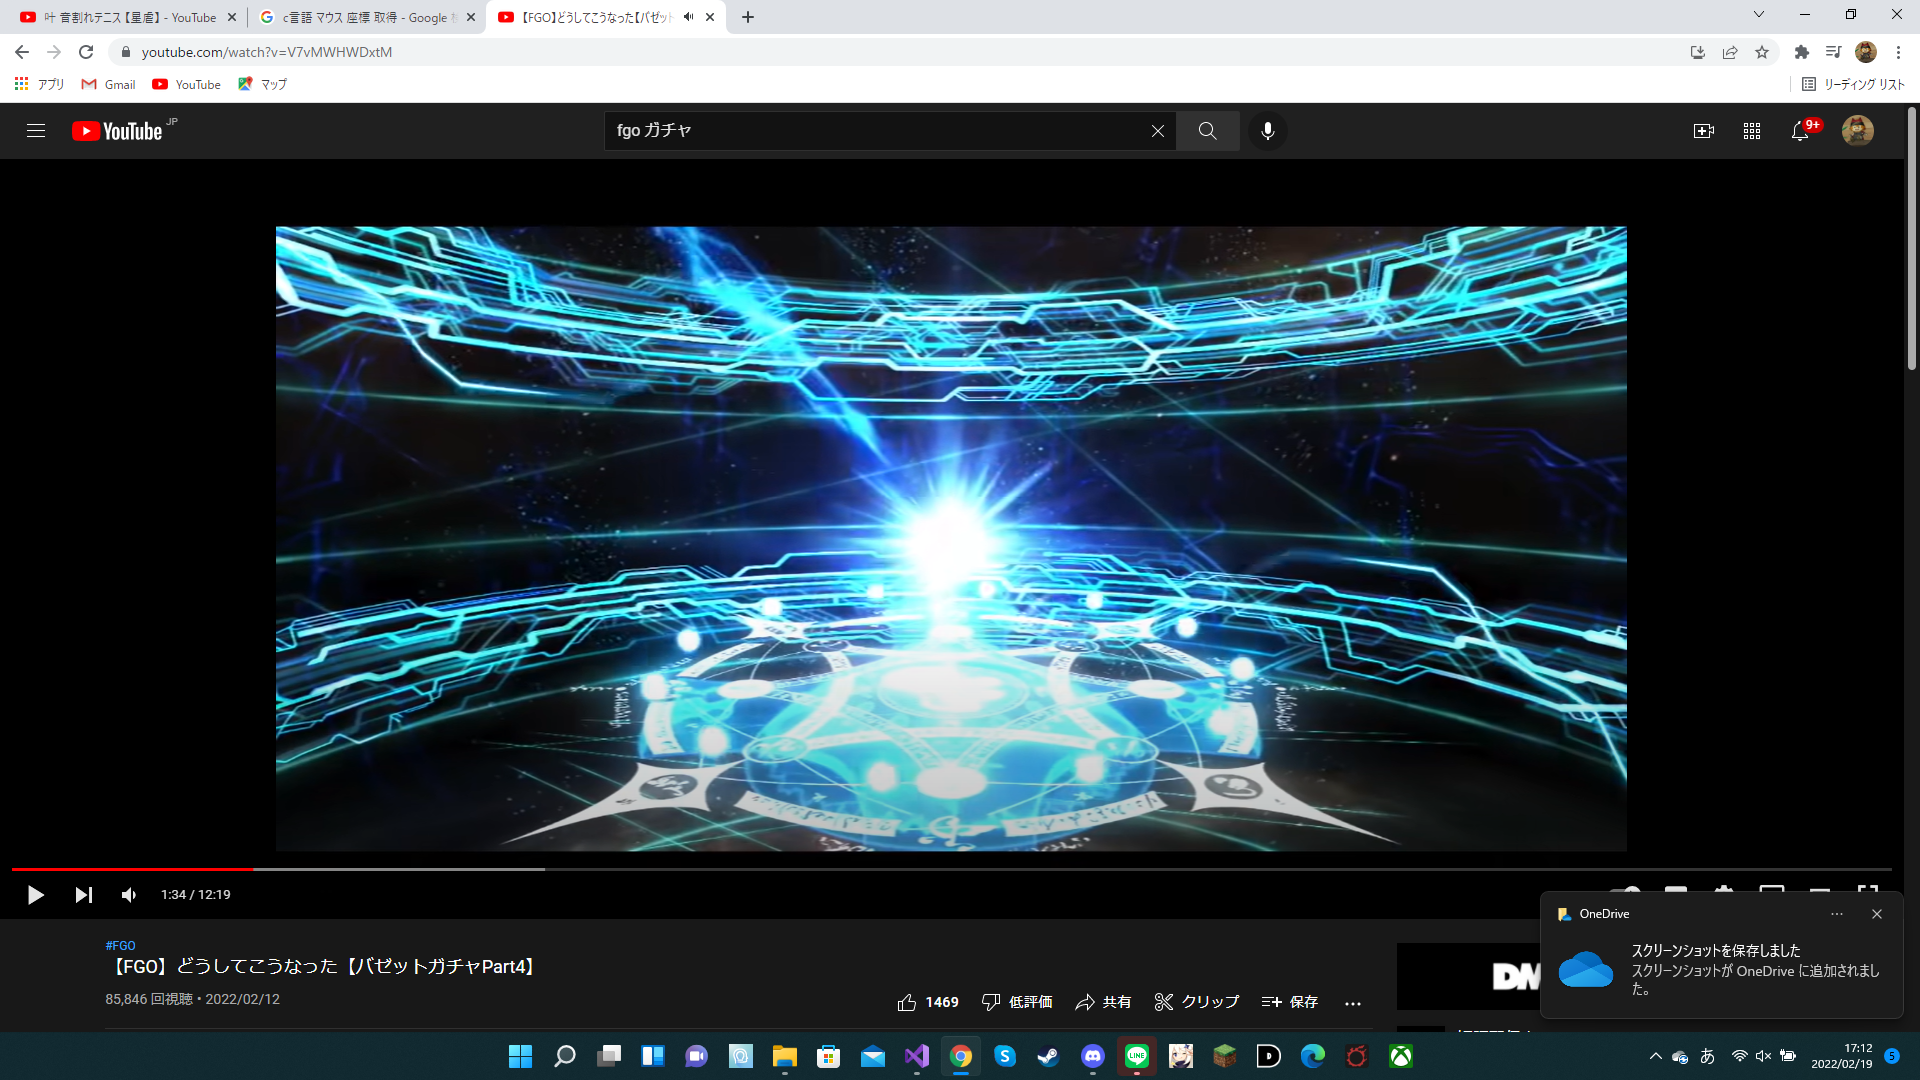 叶 音割れテニス【星虐】 - YouTube
c言語 マウス 座標 取得 - Google
【FGO】どうしてこうなった【バゼット
youtube.com/watch?v=V7vMWHWDxtM
アプリ
Gmail
YouTube
マップ
リーディング リスト
YouTube JP
fgo ガチャ
9+
1:34 / 12:19
#FGO
【FGO】どうしてこうなった【バゼットガチャPart4】
85,846 回視聴・2022/02/12
1469
低評価
共有
クリップ
保存
DM
OneDrive
スクリーンショットを保存しました
スクリーンショットが OneDrive に追加されまし
た。
LINE
あ
17:12
2022/02/19
5